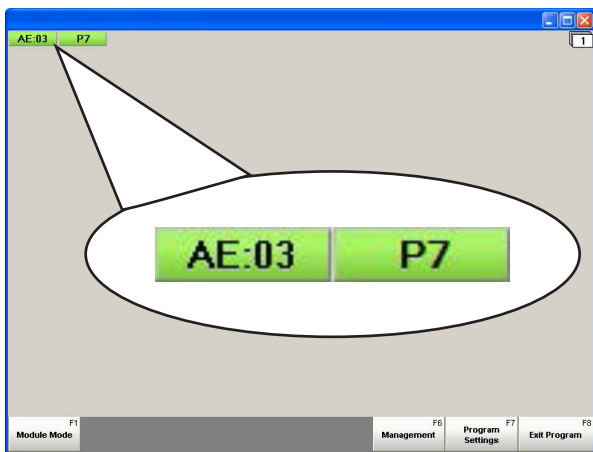 AE:03 P7
1
AE:03 P7
F1
Module Mode
F6
Management
F7
Program
Settings
F8
Exit Program